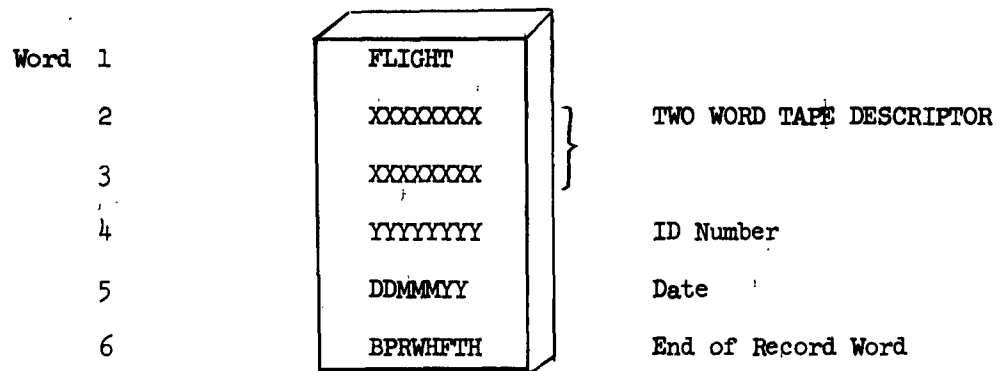 Word 1 FLIGHT
2 XXXXXXXX TWO WORD TAPE DESCRIPTOR
3 XXXXXXXX
4 YYYYYYYY ID Number
5 DDMMMYY Date
6 BPRWHFTH End of Record Word